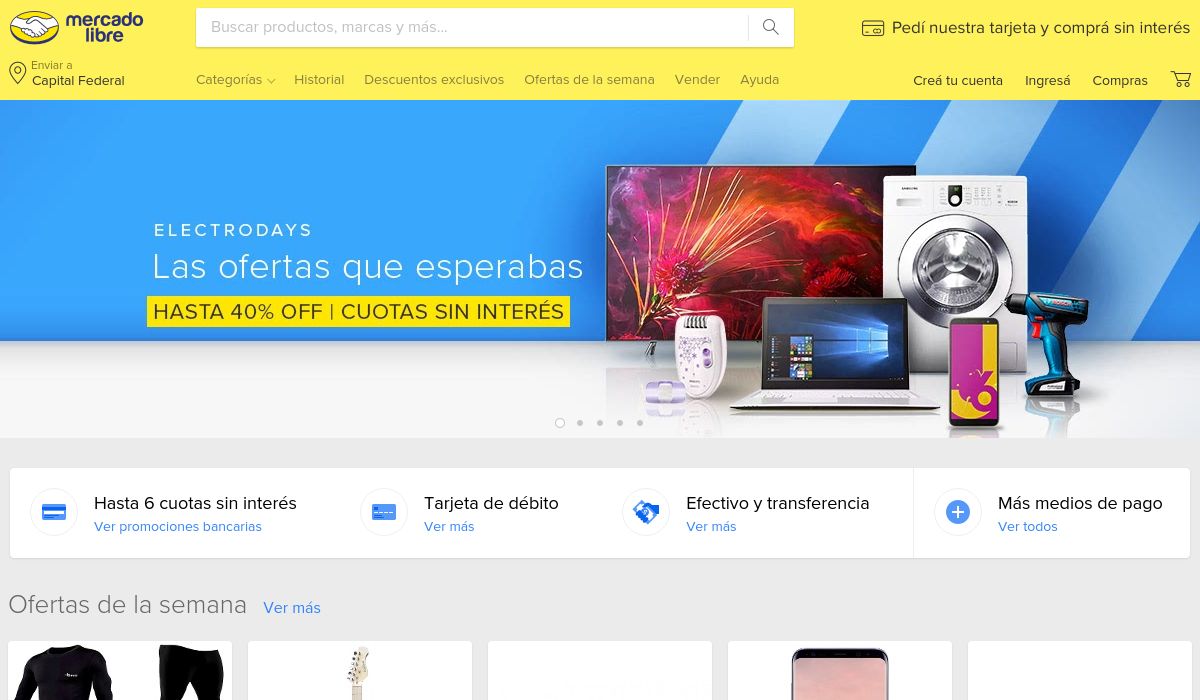 mercado
libre
Buscar productos, marcas y más...
Pedí nuestra tarjeta y comprá sin interés
Enviar a
Capital Federal
Categorías
Historial
Descuentos exclusivos
Ofertas de la semana
Vender
Ayuda
Creá tu cuenta
Ingresá
Compras
ELECTRODAYS
Las ofertas que esperabas
HASTA 40% OFF | CUOTAS SIN INTERÉS
SAMSUNG
BOSCH
Hasta 6 cuotas sin interés
Ver promociones bancarias
Tarjeta de débito
Ver más
Efectivo y transferencia
Ver más
Más medios de pago
Ver todos
Ofertas de la semana
Ver más